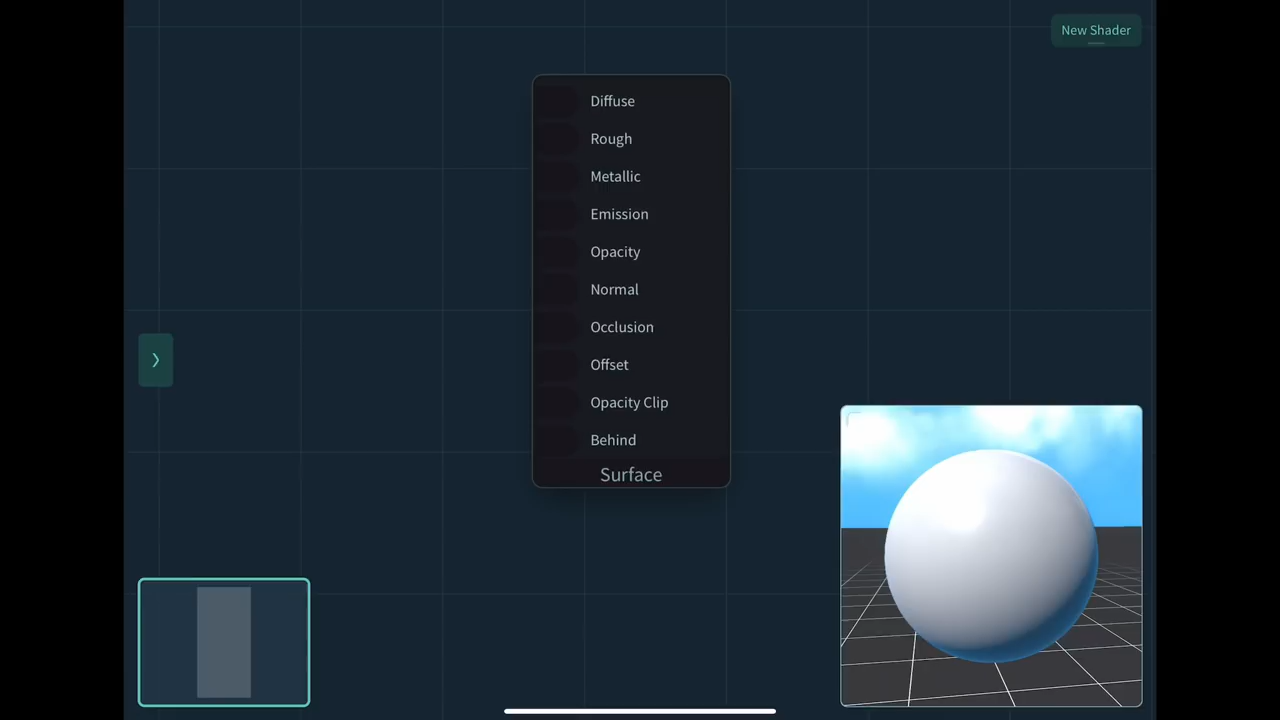 New Shader
Diffuse
Rough
Metallic
Emission
Opacity
Normal
Occlusion
Offset
Opacity Clip
Behind
Surface